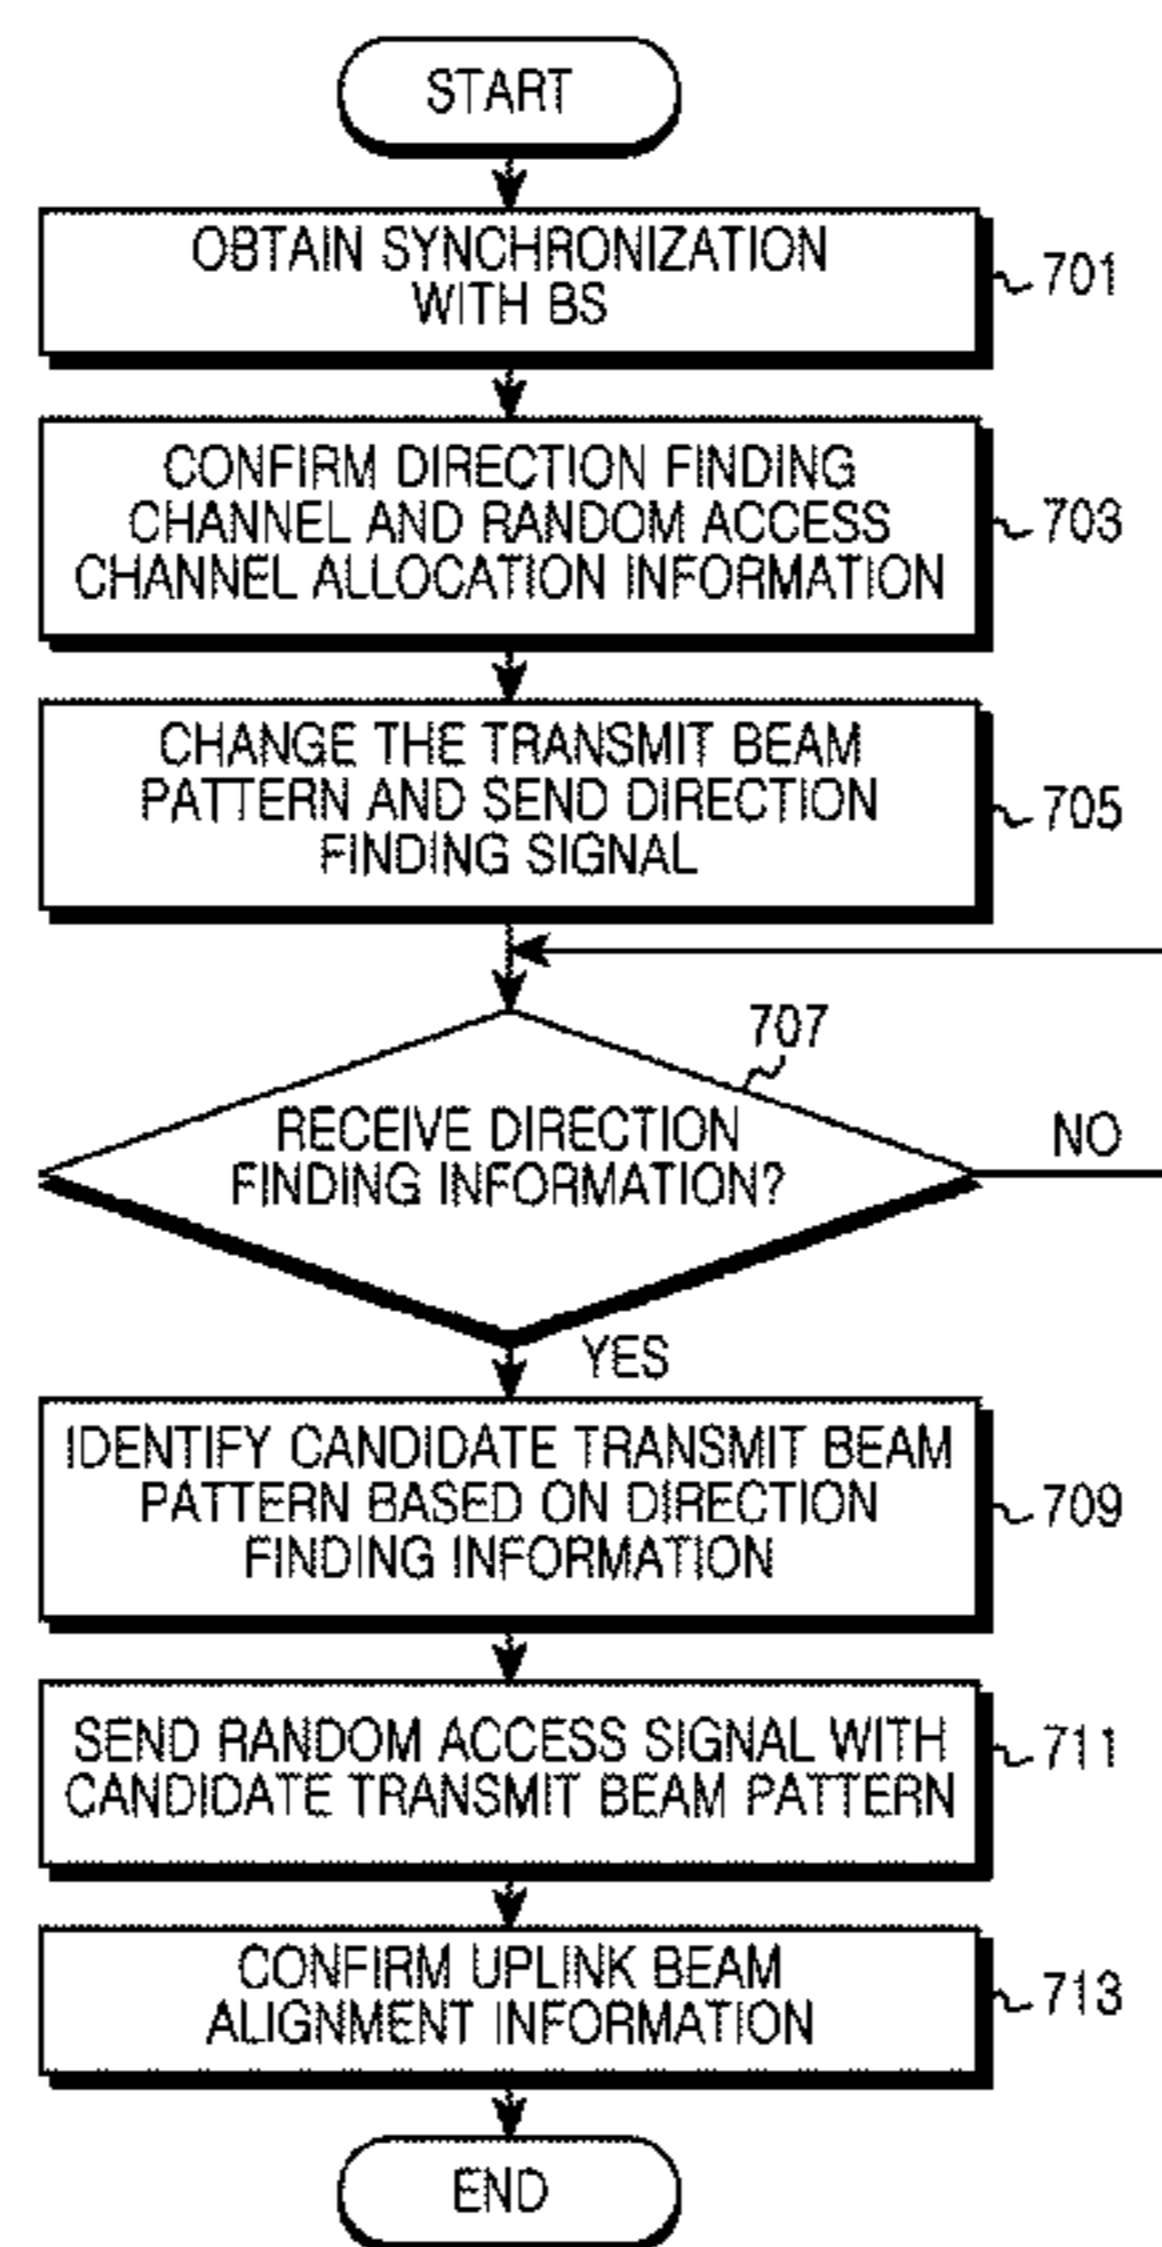 START
OBTAIN SYNCHRONIZATION
WITH BS
701
CONFIRM DIRECTION FINDING
CHANNEL AND RANDOM ACCESS
CHANNEL ALLOCATION INFORMATION
703
CHANGE THE TRANSMIT BEAM
PATTERN AND SEND DIRECTION
FINDING SIGNAL
705
707
RECEIVE DIRECTION
FINDING INFORMATION?
NO
YES
IDENTIFY CANDIDATE TRANSMIT BEAM
PATTERN BASED ON DIRECTION
FINDING INFORMATION
709
SEND RANDOM ACCESS SIGNAL WITH
CANDIDATE TRANSMIT BEAM PATTERN
711
CONFIRM UPLINK BEAM
ALIGNMENT INFORMATION
713
END